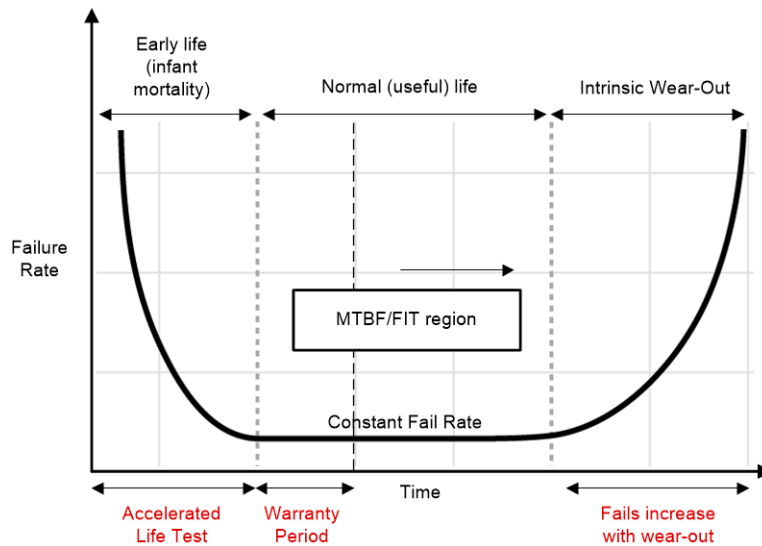 Early life
(infant
mortality)
Normal (useful) life
Intrinsic Wear-Out
Failure
Rate
MTBF/FIT region
Constant Fail Rate
Time
Accelerated
Life Test
Warranty
Period
Fails increase
with wear-out